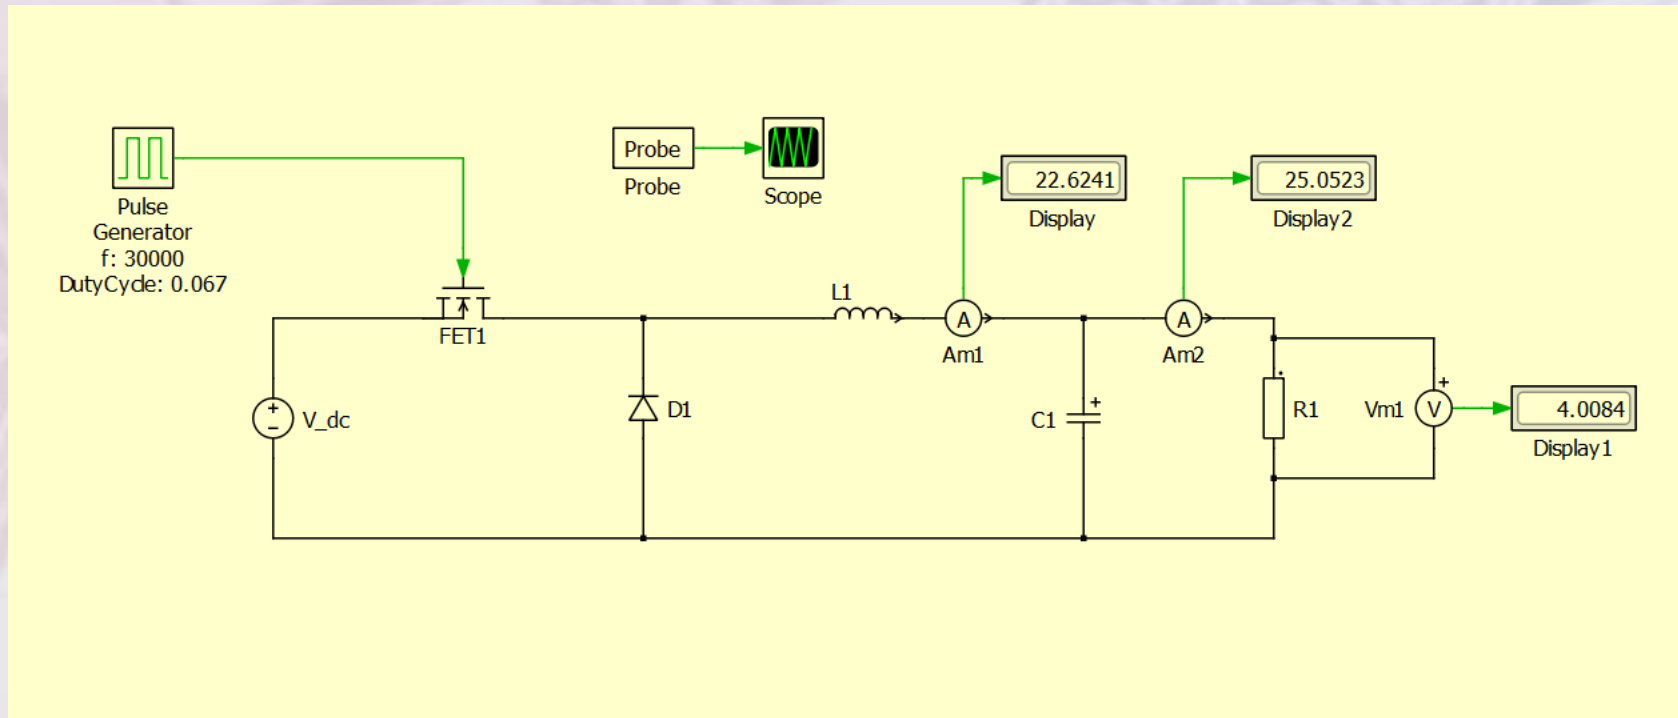 Pulse
Generator
f: 30000
DutyCycle: 0.067
Probe
Probe
Scope
22.6241
Display
25.0523
Display2
FET1
L1
A
Am1
A
Am2
V_dc
D1
C1
R1
Vm1
V
4.0084
Display1